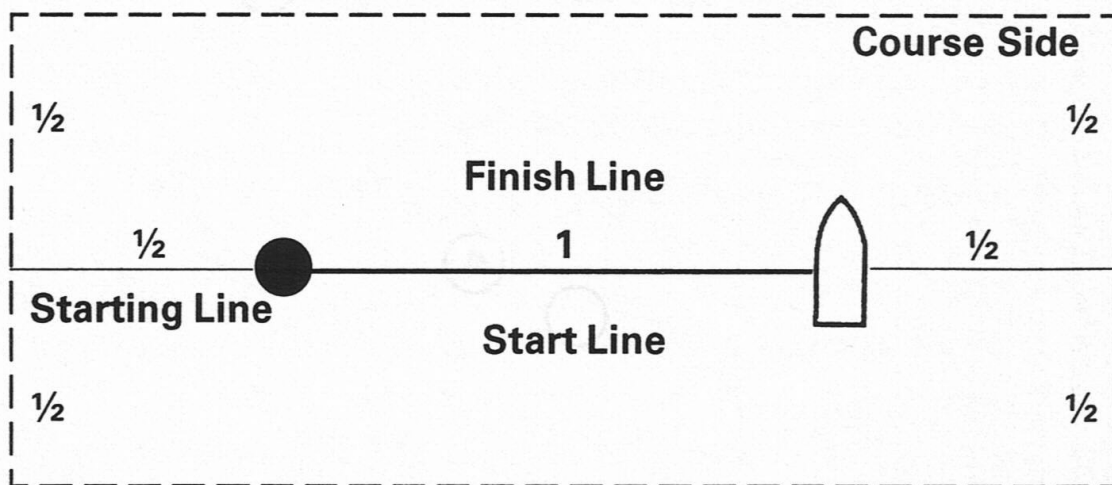 Course Side
½ ½
Finish Line
½ 1 ½
Starting Line
Start Line
½ ½